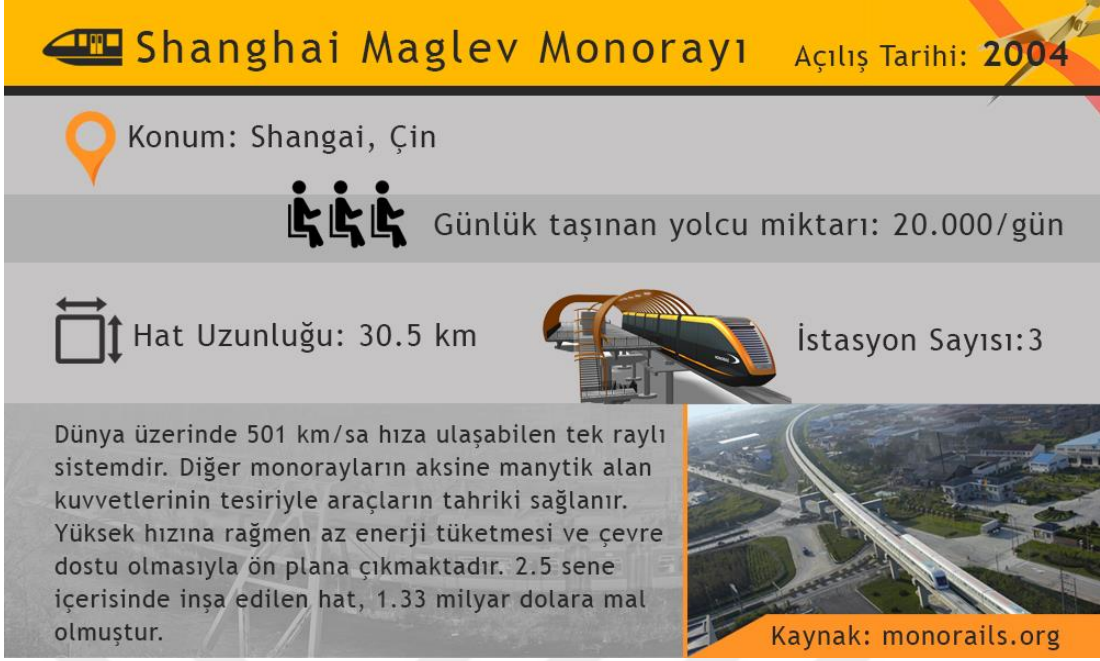 Shanghai Maglev Monorayı
Açılış Tarihi: 2004
Konum: Shangai, Çin
Günlük taşınan yolcu miktarı: 20.000/gün
Hat Uzunluğu: 30.5 km
İstasyon Sayısı:3
Dünya üzerinde 501 km/sa hıza ulaşabilen tek raylı
sistemdir. Diğer monorayların aksine manytik alan
kuvvetlerinin tesiriyle araçların tahriki sağlanır.
Yüksek hızına rağmen az enerji tüketmesi ve çevre
dostu olmasıyla ön plana çıkmaktadır. 2.5 sene
içerisinde inşa edilen hat, 1.33 milyar dolara mal
olmuştur.
Kaynak: monorails.org